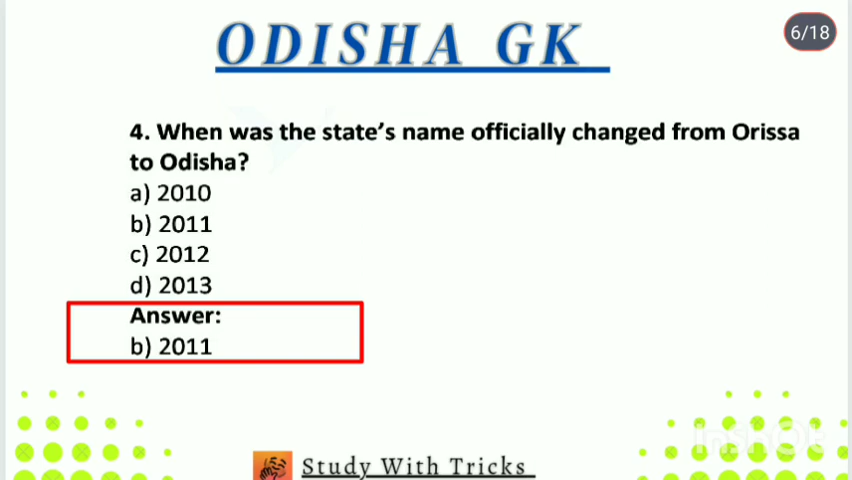 ODISHA GK
6/18
4. When was the state's name officially changed from Orissa
to Odisha?
a) 2010
b) 2011
c) 2012
d) 2013
Answer:
b) 2011
InShOt
Study With Tricks